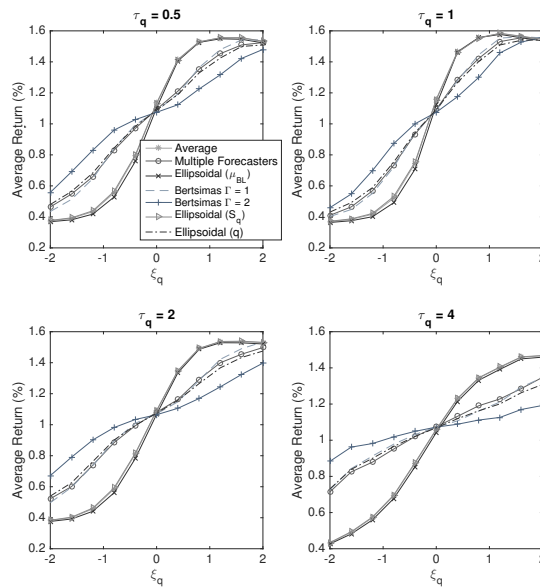 τq = 0.5
τq = 1
1.6
1.4
1.2
1
0.8
0.6
0.4
0.2
Average Return (%)
-2
-1
0
1
2
ξq
Average
Multiple Forecasters
Ellipsoidal (μBL)
Bertsimas Γ = 1
Bertsimas Γ = 2
Ellipsoidal (Sq)
Ellipsoidal (q)
1.6
1.4
1.2
1
0.8
0.6
0.4
0.2
Average Return (%)
-2
-1
0
1
2
ξq
τq = 2
τq = 4
1.6
1.4
1.2
1
0.8
0.6
0.4
0.2
Average Return (%)
-2
-1
0
1
2
ξq
1.6
1.4
1.2
1
0.8
0.6
0.4
Average Return (%)
-2
-1
0
1
2
ξq